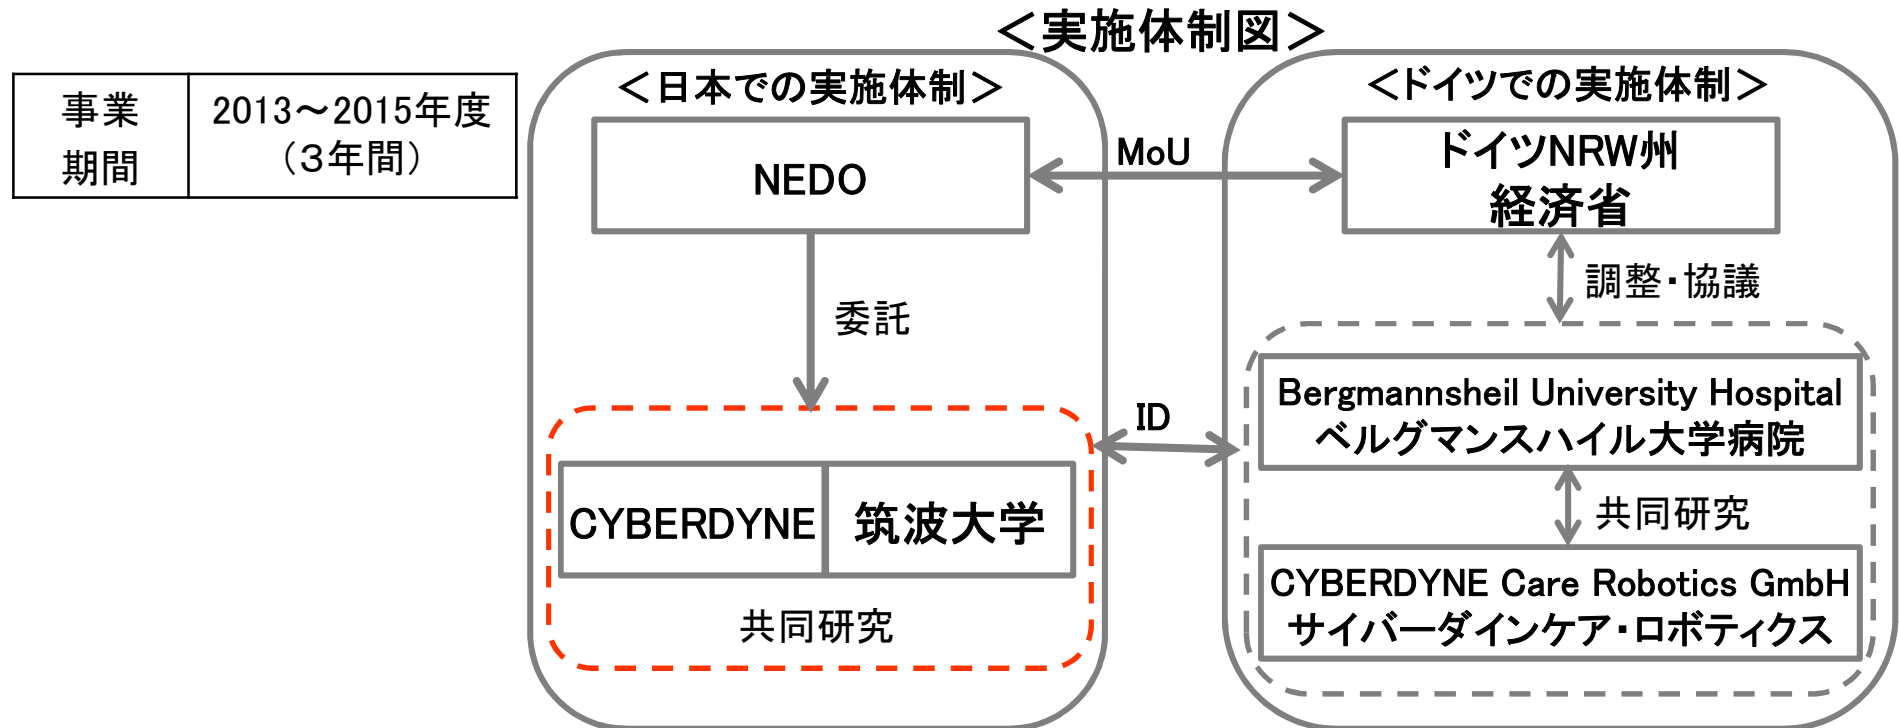 ＜実施体制図＞
事業
期間
2013～2015年度
（３年間）
＜日本での実施体制＞
NEDO
委託
CYBERDYNE
筑波大学
共同研究
MoU
ID
＜ドイツでの実施体制＞
ドイツNRW州
経済省
調整・協議
Bergmannsheil University Hospital
ベルグマンスハイル大学病院
共同研究
CYBERDYNE Care Robotics GmbH
サイバーダインケア・ロボティクス